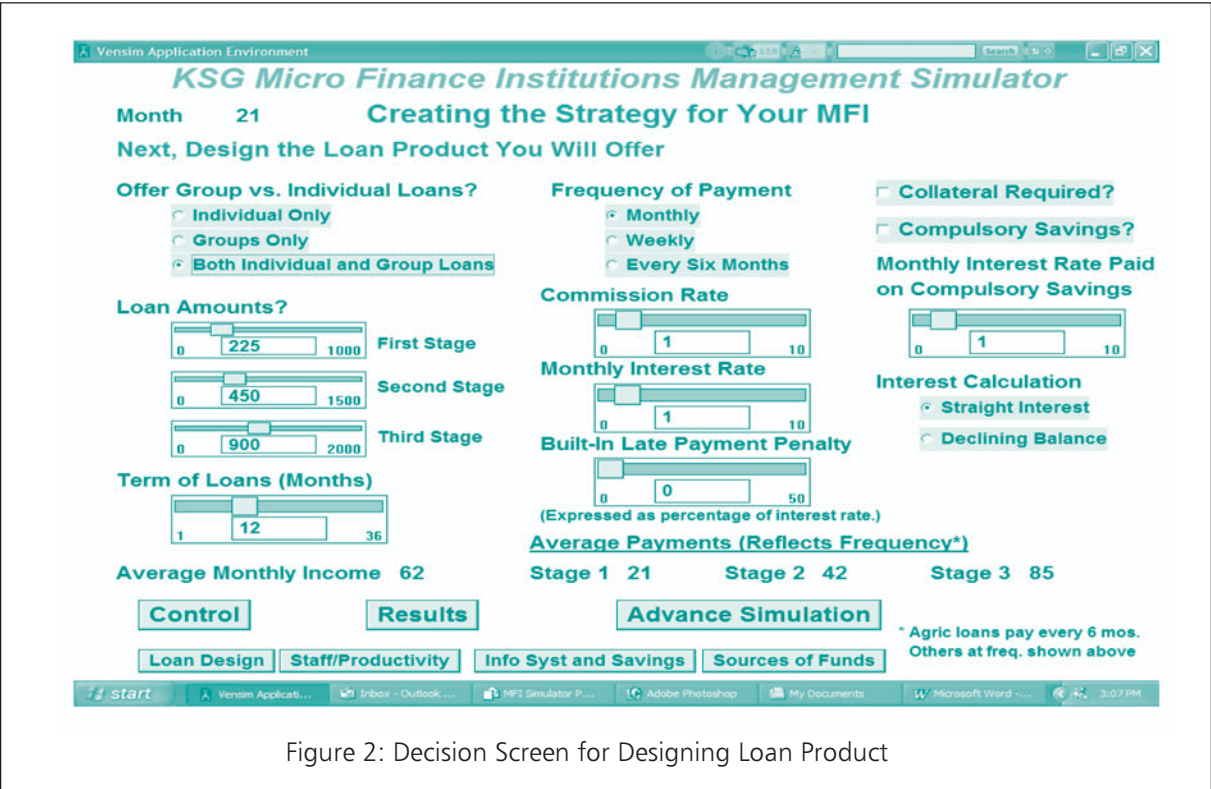 Vensim Application Environment
Search
KSG Micro Finance Institutions Management Simulator
Month 21 Creating the Strategy for Your MFI
Next, Design the Loan Product You Will Offer
Offer Group vs. Individual Loans?
Individual Only
Groups Only
Both Individual and Group Loans
Loan Amounts?
0 225 1000 First Stage
0 450 1500 Second Stage
0 900 2000 Third Stage
Term of Loans (Months)
1 12 36
Frequency of Payment
Monthly
Weekly
Every Six Months
Commission Rate
0 1 10
Monthly Interest Rate
0 1 10
Built-In Late Payment Penalty
0 0 50
(Expressed as percentage of interest rate.)
Collateral Required?
Compulsory Savings?
Monthly Interest Rate Paid
on Compulsory Savings
0 1 10
Interest Calculation
Straight Interest
Declining Balance
Average Payments (Reflects Frequency*)
Average Monthly Income 62 Stage 1 21 Stage 2 42 Stage 3 85
Control Results Advance Simulation
* Agric loans pay every 6 mos.
Others at freq. shown above
Loan Design Staff/Productivity Info Syst and Savings Sources of Funds
start Vensim Applicati... Inbox - Outlook ... MFI Simulator P... Adobe Photoshop My Documents Microsoft Word -... 3:07 PM
Figure 2: Decision Screen for Designing Loan Product